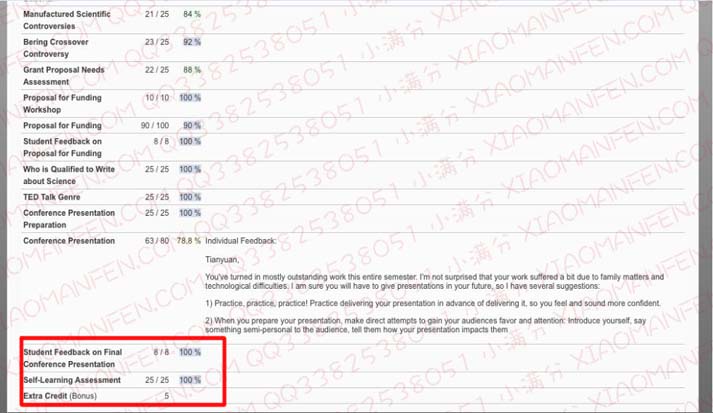 Manufactured Scientific 21 / 25 84 %
Controversies
Bering Crossover 23 / 25 92 %
Controversy
Grant Proposal Needs 22 / 25 88 %
Assessment
Proposal for Funding 10 / 10 100 %
Workshop
Proposal for Funding 90 / 100 90 %
Student Feedback on 8 / 8 100 %
Proposal for Funding
Who is Qualified to Write 25 / 25 100 %
about Science
TED Talk Genre 25 / 25 100 %
Conference Presentation 25 / 25 100 %
Preparation
Conference Presentation 63 / 80 78.8 % Individual Feedback:
Tianyuan,
You've turned in mostly outstanding work this entire semester. I'm not surprised that your work suffered a bit due to family matters and
technological difficulties. I am sure you will have to give presentations in your future, so I have several suggestions:
1) Practice, practice, practice! Practice delivering your presentation in advance of delivering it, so you feel and sound more confident.
2) When you prepare your presentation, make direct attempts to gain your audiences favor and attention: Introduce yourself, say
something semi-personal to the audience, tell them how your presentation impacts them
Student Feedback on Final 8 / 8 100 %
Conference Presentation
Self-Learning Assessment 25 / 25 100 %
Extra Credit (Bonus) 5
小满分 XIAOMANFEN.COM QQ3382538051